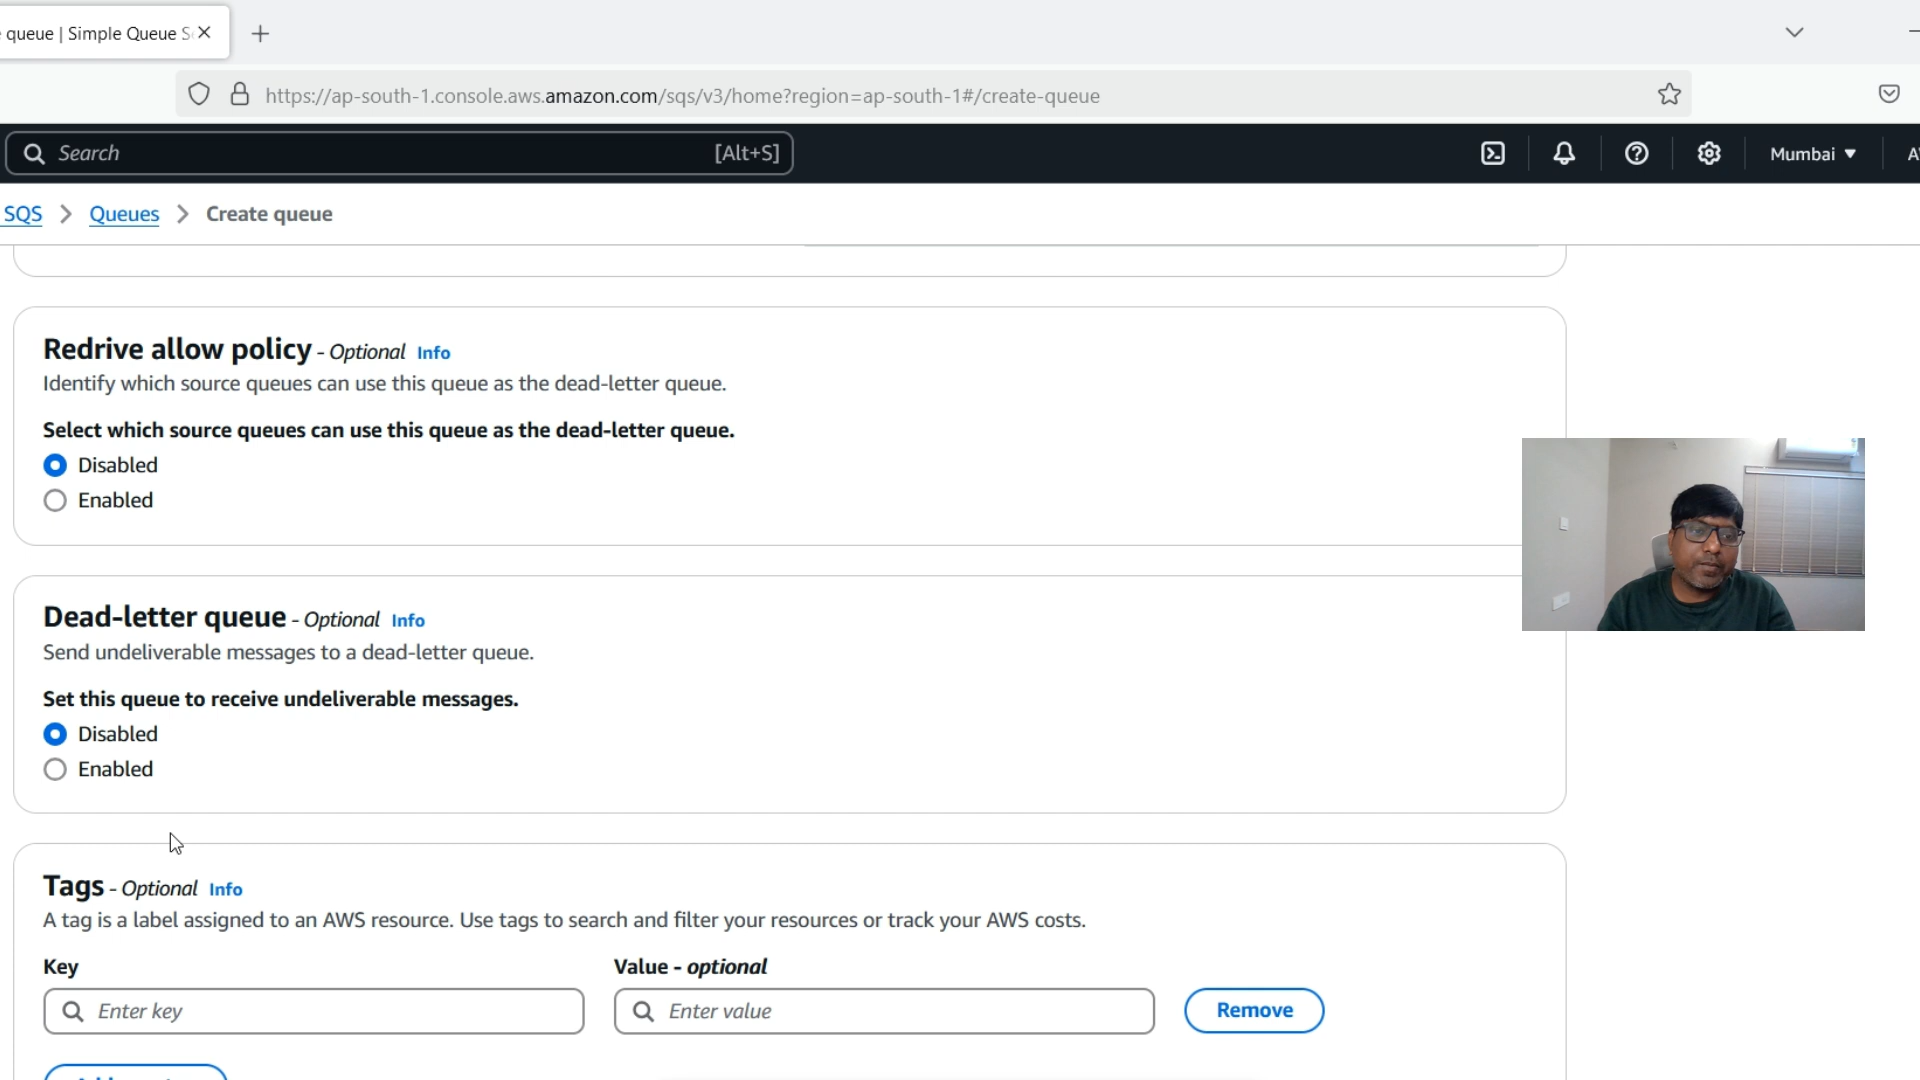 queue | Simple Queue S
https://ap-south-1.console.aws.amazon.com/sqs/v3/home?region=ap-south-1#/create-queue
Search [Alt+S] Mumbai
SQS Queues Create queue
Redrive allow policy - Optional Info
Identify which source queues can use this queue as the dead-letter queue.
Select which source queues can use this queue as the dead-letter queue.
Disabled
Enabled
Dead-letter queue - Optional Info
Send undeliverable messages to a dead-letter queue.
Set this queue to receive undeliverable messages.
Disabled
Enabled
Tags - Optional Info
A tag is a label assigned to an AWS resource. Use tags to search and filter your resources or track your AWS costs.
Key Value - optional
Enter key Enter value Remove